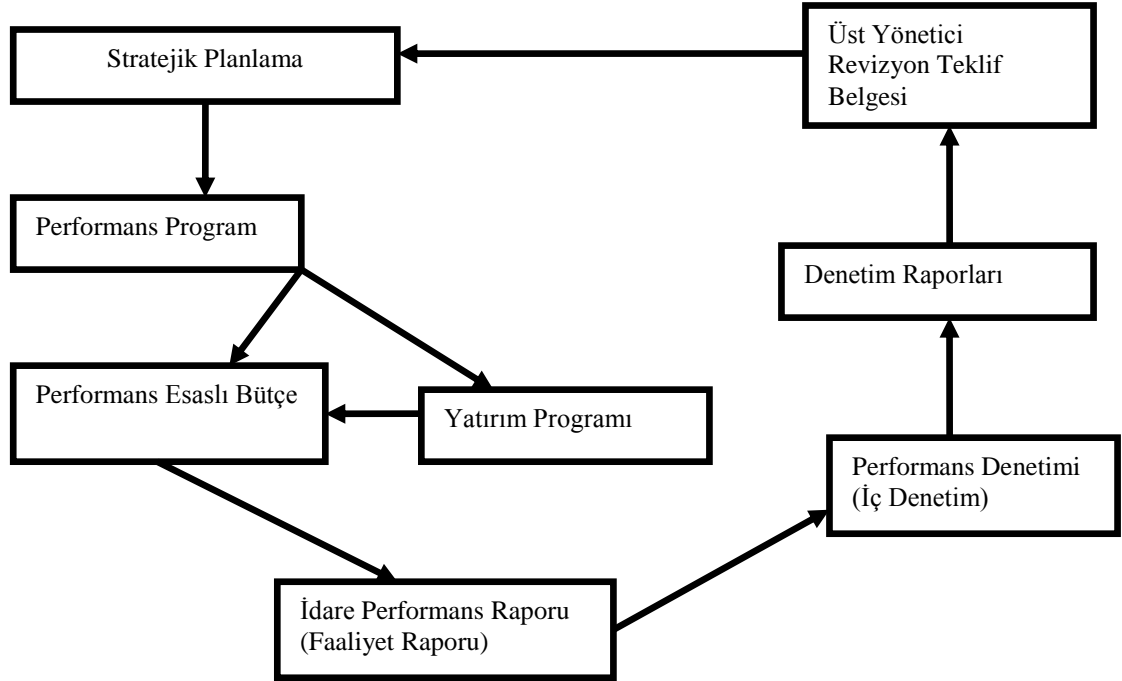 Stratejik Planlama
Üst Yönetici
Revizyon Teklif
Belgesi
Performans Program
Denetim Raporları
Performans Esaslı Bütçe
Yatırım Programı
Performans Denetimi
(İç Denetim)
İdare Performans Raporu
(Faaliyet Raporu)